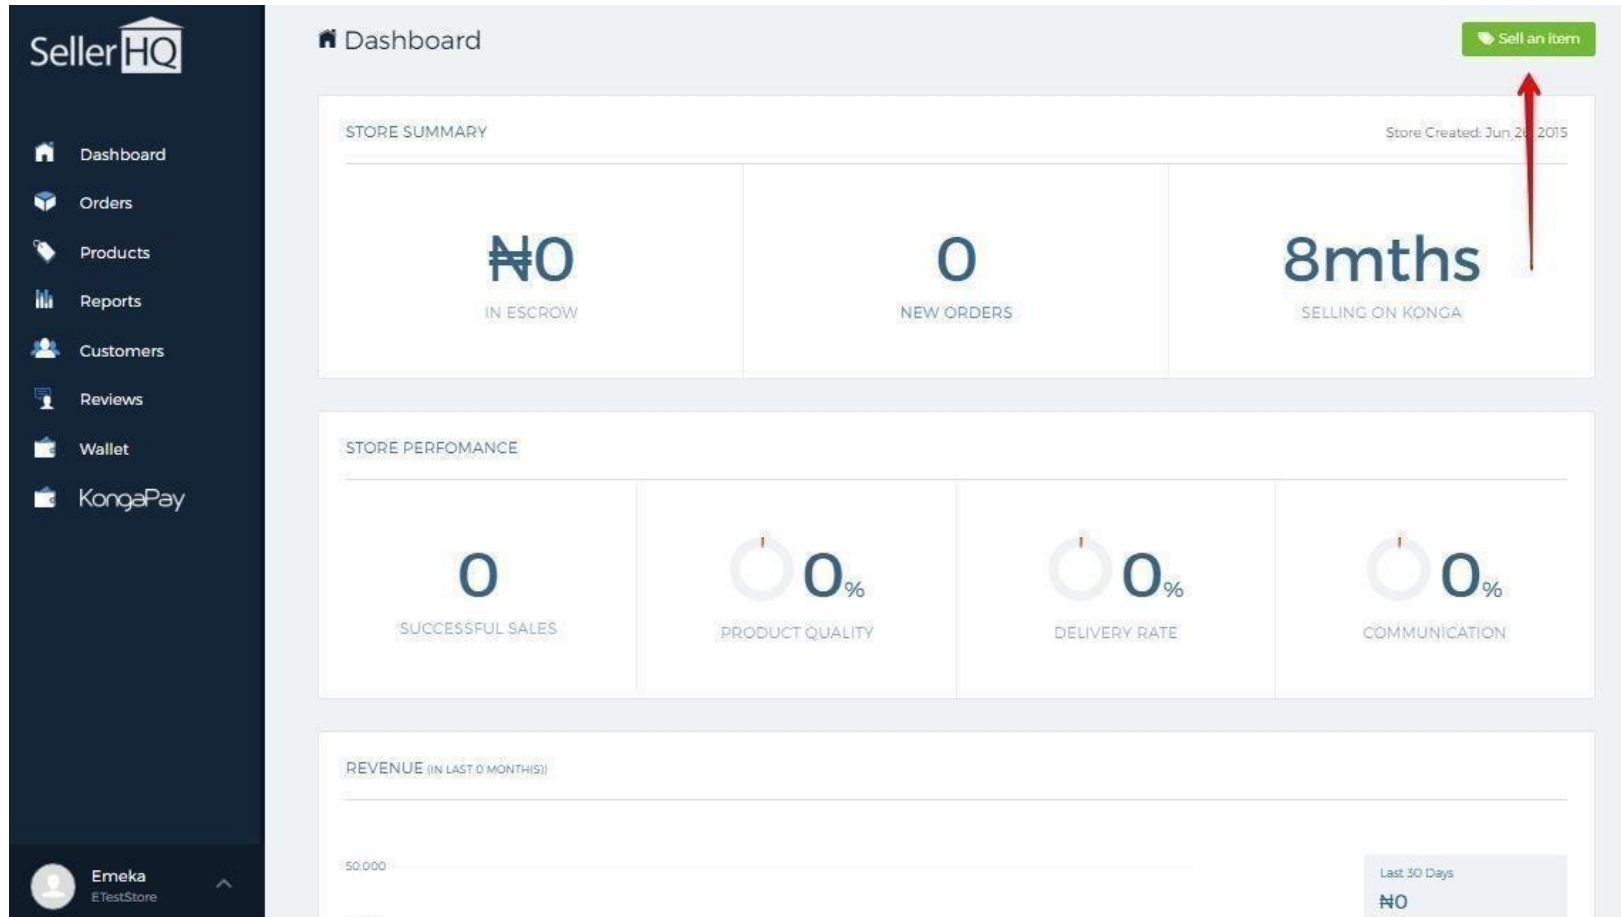 SellerHQ
Dashboard
Orders
Products
Reports
Customers
Reviews
Wallet
KongaPay
Emeka
ETestStore
Dashboard
Sell an item
STORE SUMMARY
Store Created: Jun 26, 2015
₦0
IN ESCROW
0
NEW ORDERS
8mths
SELLING ON KONGA
STORE PERFOMANCE
0
SUCCESSFUL SALES
0%
PRODUCT QUALITY
0%
DELIVERY RATE
0%
COMMUNICATION
REVENUE (IN LAST 0 MONTH(S))
50,000
Last 30 Days
₦0